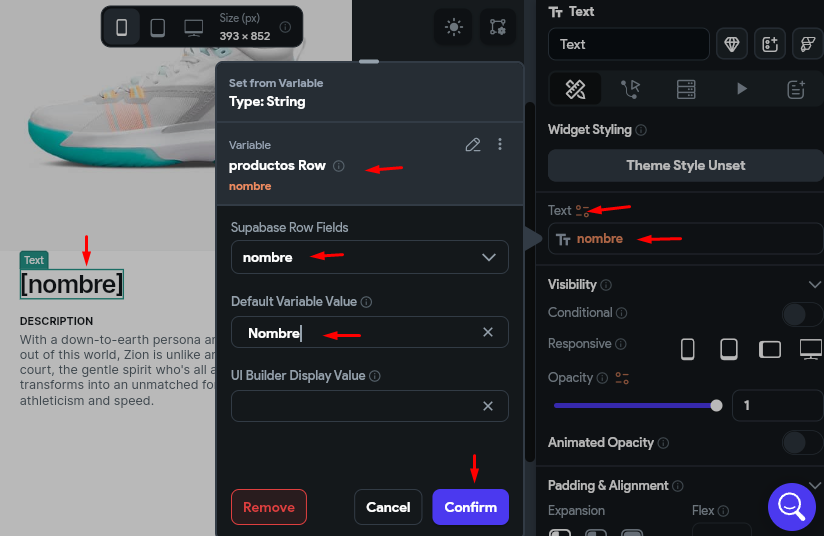 Size (px)
393 × 852
Text
[nombre]
DESCRIPTION
With a down-to-earth persona
out of this world, Zion is unlike
court, the gentle spirit who's all
transforms into an unmatched
athleticism and speed.
Set from Variable
Type: String
Variable
productos Row
nombre
Supabase Row Fields
nombre
Default Variable Value
Nombre
UI Builder Display Value
Remove
Cancel
Confirm
Text
Text
Widget Styling
Theme Style Unset
Text
nombre
Visibility
Conditional
Responsive
Opacity
1
Animated Opacity
Padding & Alignment
Expansion
Flex